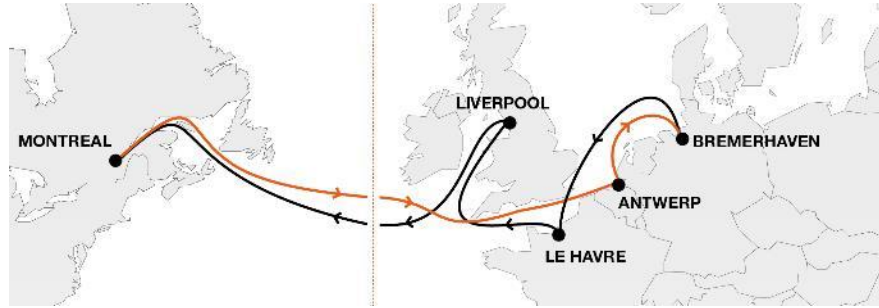 LIVERPOOL
MONTREAL
BREMERHAVEN
ANTWERP
LE HAVRE